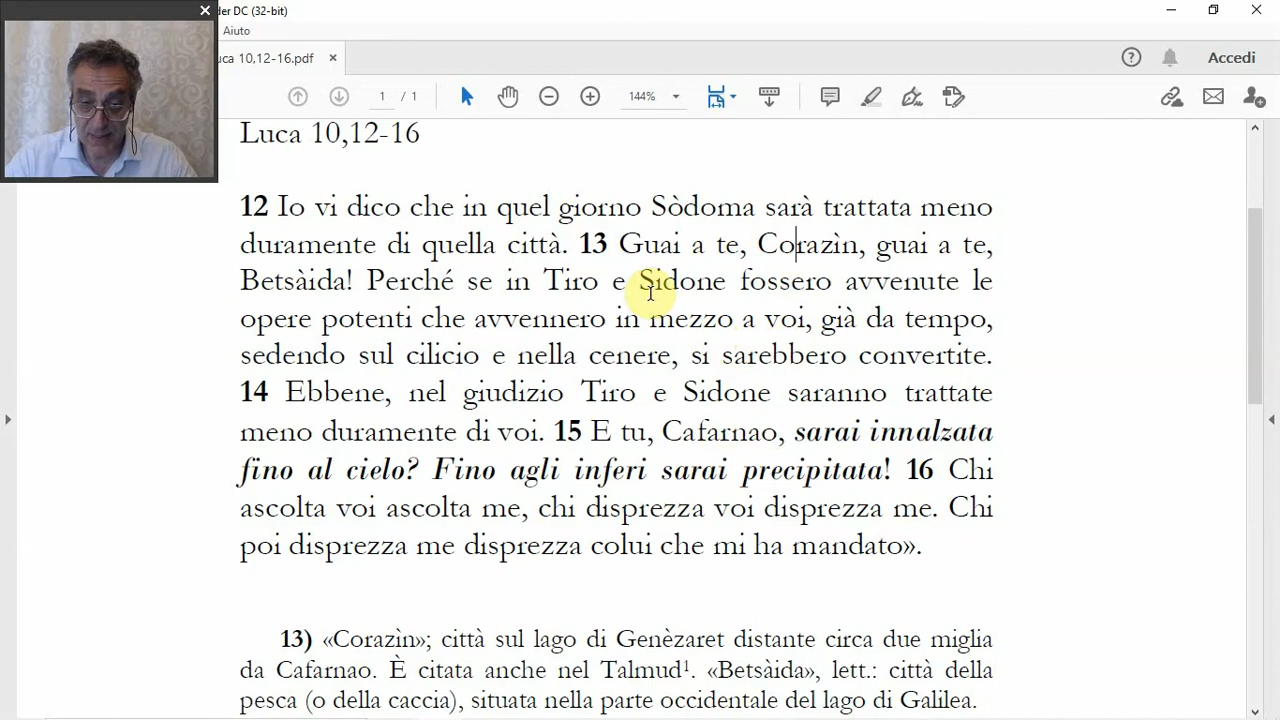 der DC (32-bit)
Aiuto
uca 10,12-16.pdf
Accedi
1 / 1
144%
Luca 10,12-16
12 Io vi dico che in quel giorno Sòdoma sarà trattata meno
duramente di quella città. 13 Guai a te, Corazìn, guai a te,
Betsàida! Perché se in Tiro e Sidone fossero avvenute le
opere potenti che avvennero in mezzo a voi, già da tempo,
sedendo sul cilicio e nella cenere, si sarebbero convertite.
14 Ebbene, nel giudizio Tiro e Sidone saranno trattate
meno duramente di voi. 15 E tu, Cafarnao, sarai innalzata
fino al cielo? Fino agli inferi sarai precipitata! 16 Chi
ascolta voi ascolta me, chi disprezza voi disprezza me. Chi
poi disprezza me disprezza colui che mi ha mandato».
13) «Corazìn»; città sul lago di Genèzaret distante circa due miglia
da Cafarnao. È citata anche nel Talmud¹. «Betsàida», lett.: città della
pesca (o della caccia), situata nella parte occidentale del lago di Galilea.